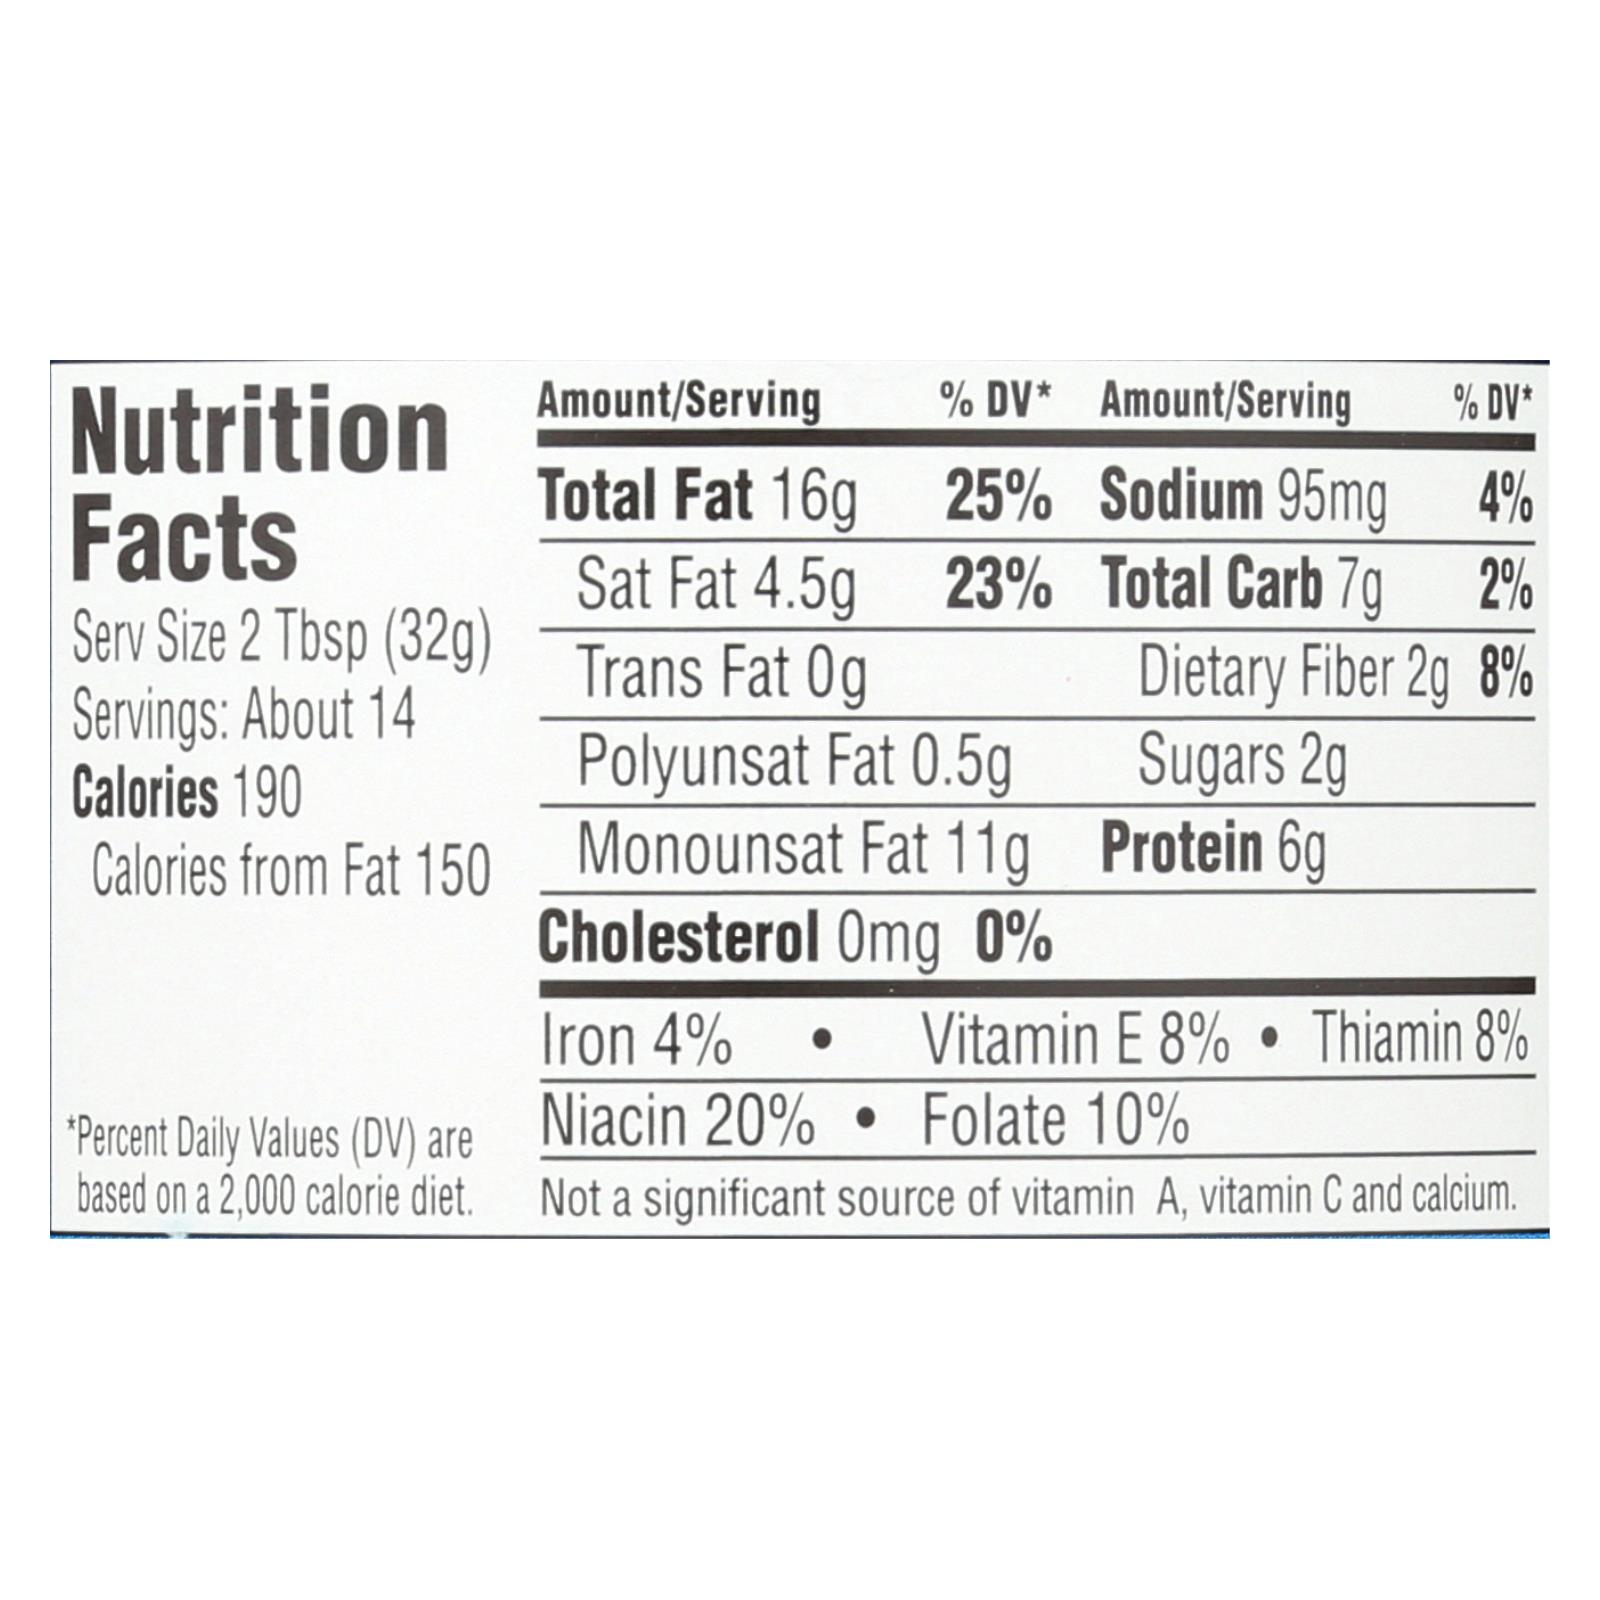 Nutrition
Facts
Serv Size 2 Tbsp (32g)
Servings: About 14
Calories 190
Calories from Fat 150
*Percent Daily Values (DV) are
based on a 2,000 calorie diet.
Amount/Serving % DV* Amount/Serving % DV*
Total Fat 16g 25% Sodium 95mg 4%
Sat Fat 4.5g 23% Total Carb 7g 2%
Trans Fat 0g Dietary Fiber 2g 8%
Polyunsat Fat 0.5g Sugars 2g
Monounsat Fat 11g Protein 6g
Cholesterol 0mg 0%
Iron 4% • Vitamin E 8% • Thiamin 8%
Niacin 20% • Folate 10%
Not a significant source of vitamin A, vitamin C and calcium.